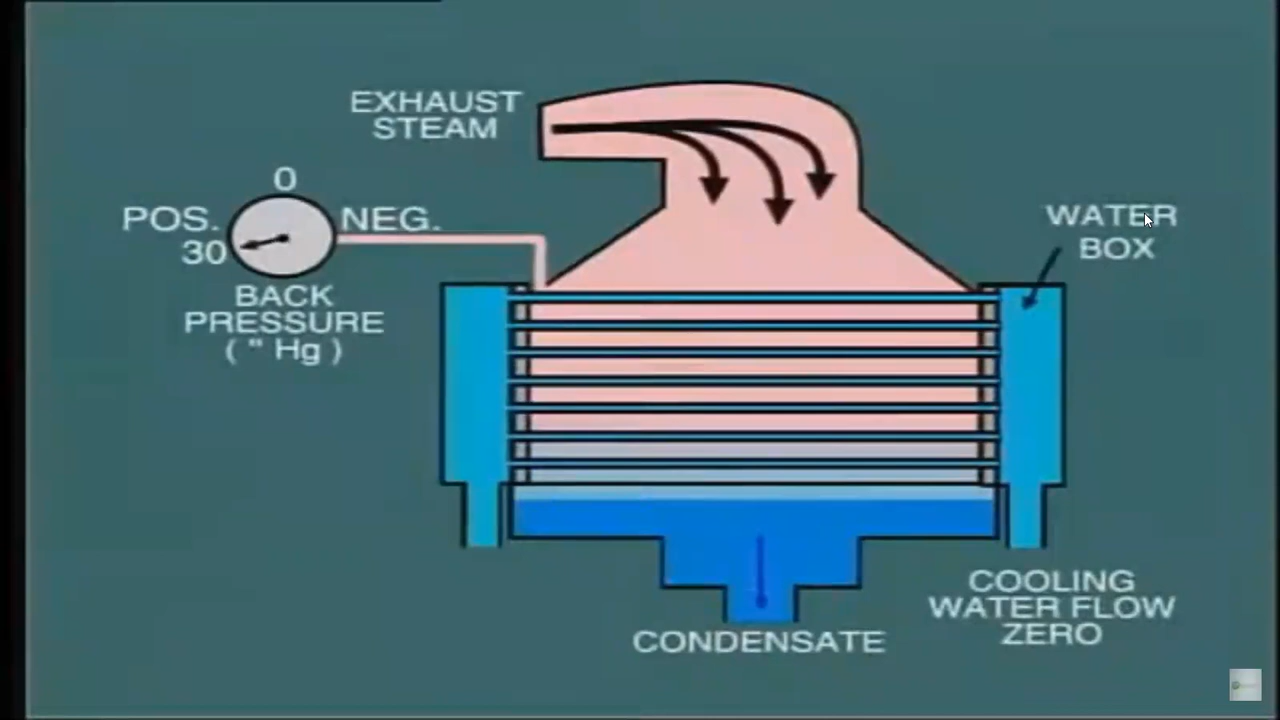 EXHAUST
STEAM
0
POS. NEG.
30
BACK
PRESSURE
( " Hg )
WATER
BOX
COOLING
WATER FLOW
ZERO
CONDENSATE